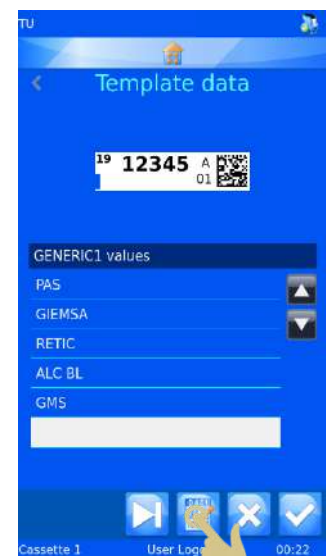 TU
Template data
19 12345 A
01
GENERIC1 values
PAS
GIEMSA
RETIC
ALC BL
GMS
Cassette 1 User Logo 00:22